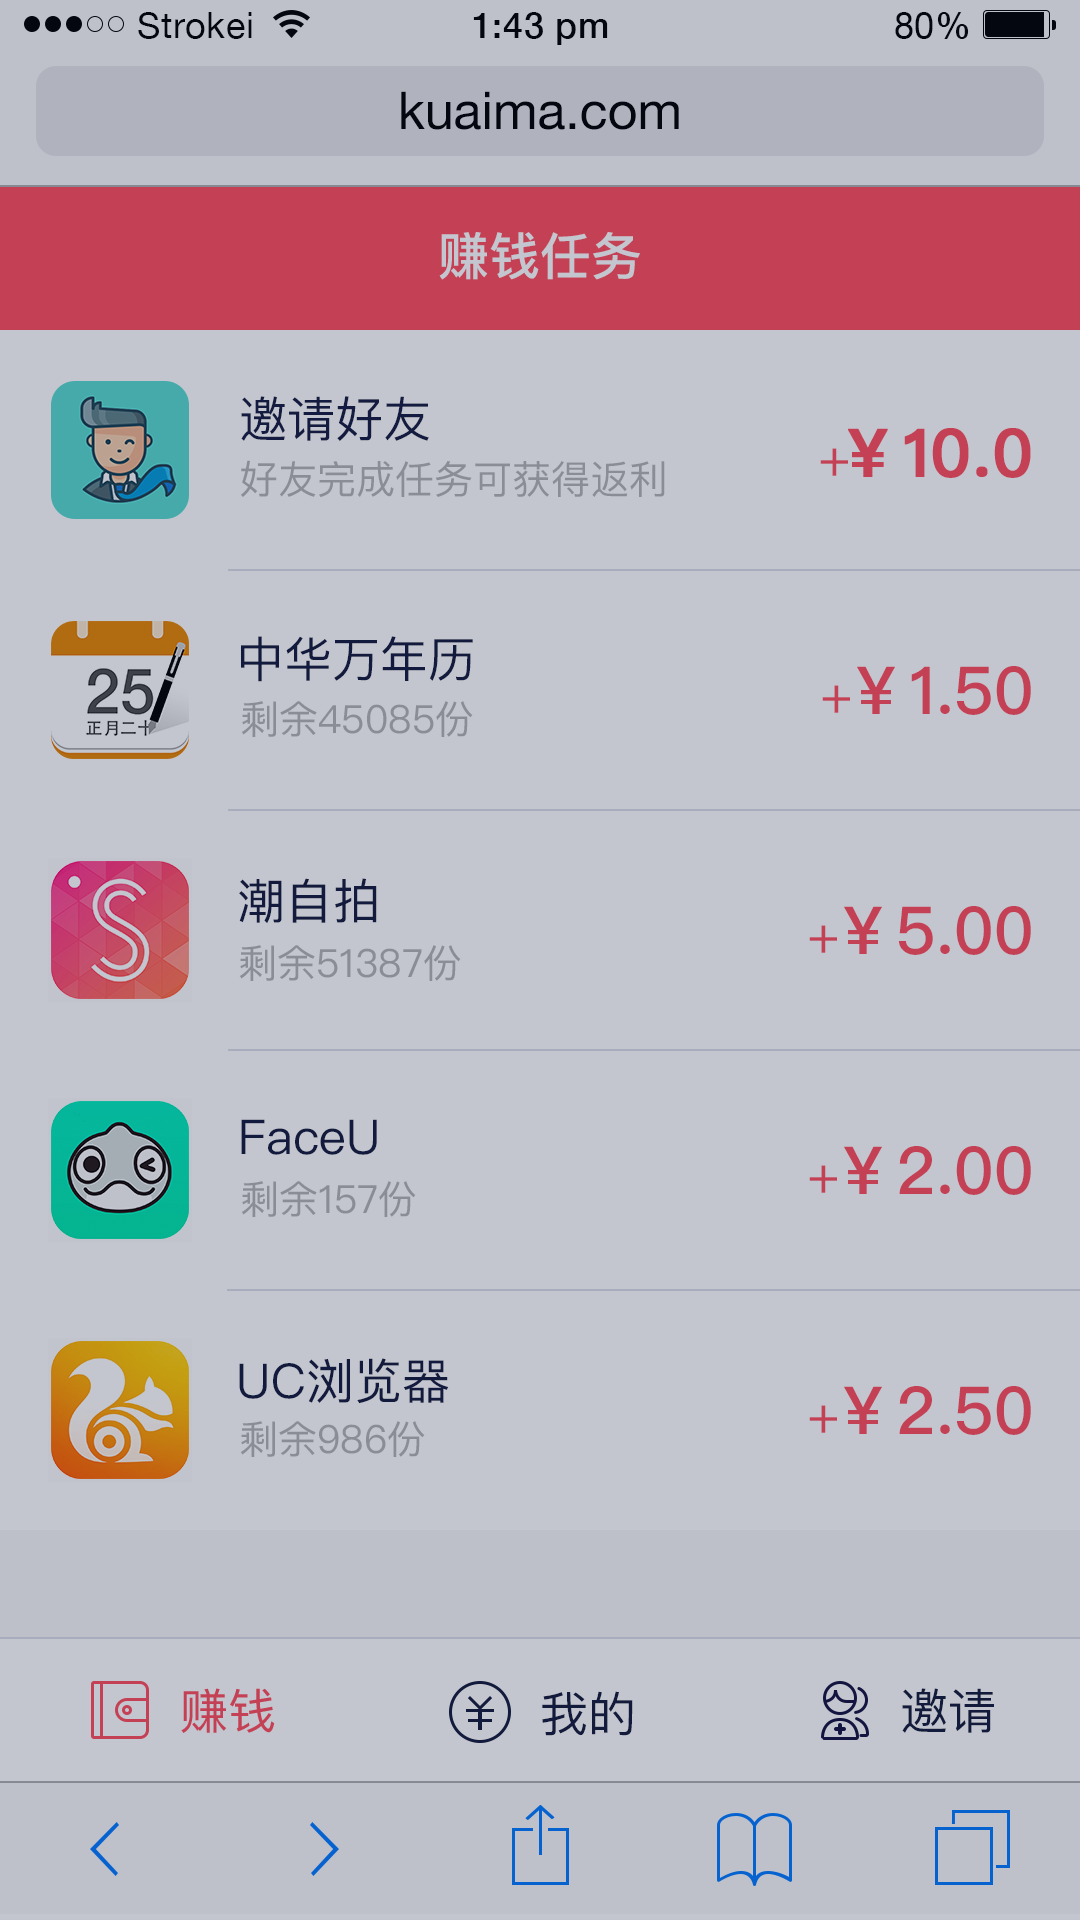 Strokei 1:43 pm 80%
kuaima.com
赚钱任务
邀请好友
好友完成任务可获得返利
+¥ 10.0
25
正月二十
中华万年历
剩余45085份
+¥ 1.50
S
潮自拍
剩余51387份
+¥ 5.00
FaceU
剩余157份
+¥ 2.00
UC浏览器
剩余986份
+¥ 2.50
赚钱 ¥ 我的 邀请